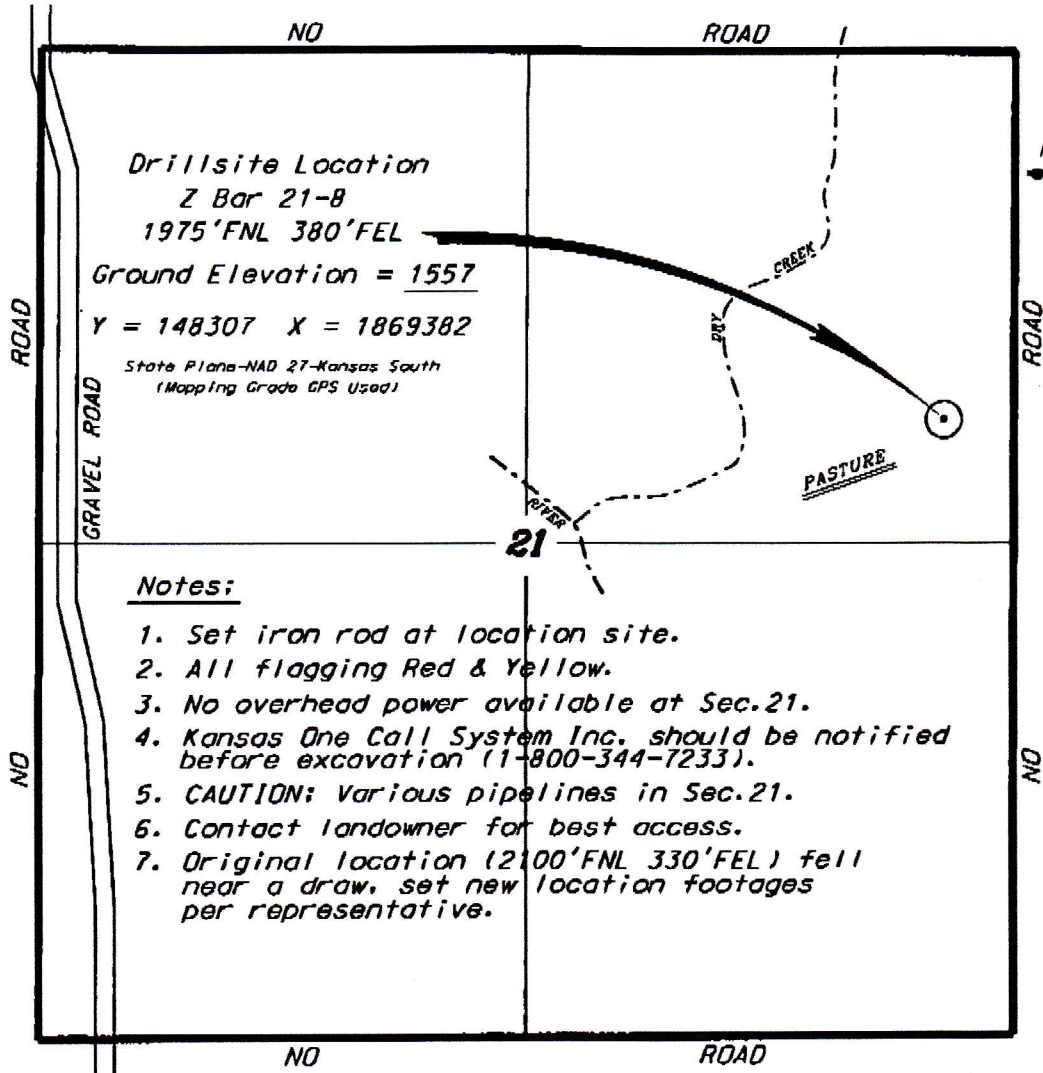 NO ROAD
Drillsite Location
Z Bar 21-8
1975'FNL 380'FEL
Ground Elevation = 1557
Y = 148307 X = 1869382
State Plane-NAD 27-Kansas South
(Mapping Grade GPS Used)
CREEK
DRY
ROAD
ROAD
GRAVEL ROAD
PASTURE
RIVER
21
Notes:
1. Set iron rod at location site.
2. All flagging Red & Yellow.
3. No overhead power available at Sec.21.
4. Kansas One Call System Inc. should be notified
before excavation (1-800-344-7233).
5. CAUTION: Various pipelines in Sec.21.
6. Contact landowner for best access.
7. Original location (2100'FNL 330'FEL) fell
near a draw, set new location footages
per representative.
NO
NO
NO ROAD